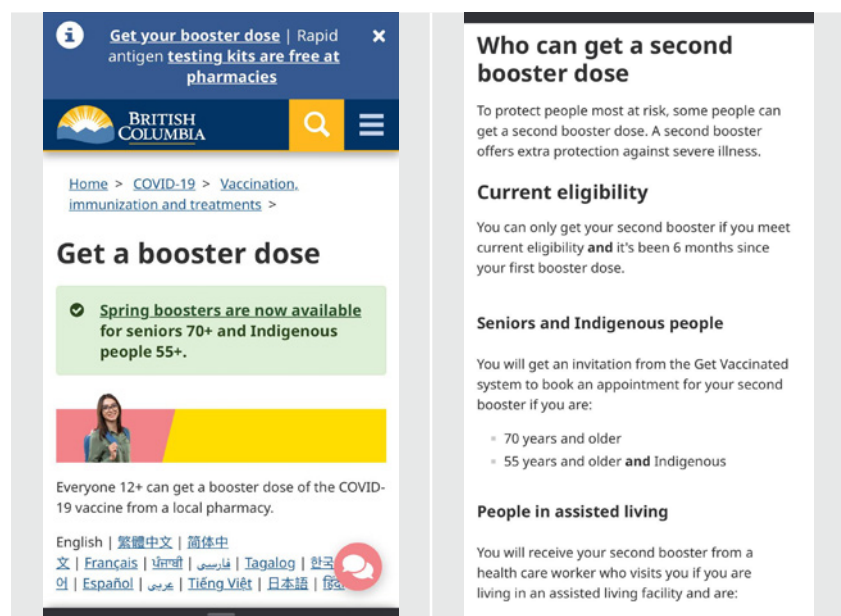 Get your booster dose | Rapid
antigen testing kits are free at
pharmacies
BRITISH
COLUMBIA
Home > COVID-19 > Vaccination,
immunization and treatments >
Get a booster dose
Spring boosters are now available
for seniors 70+ and Indigenous
people 55+.
Everyone 12+ can get a booster dose of the COVID-
19 vaccine from a local pharmacy.
English | 繁體中文 | 简体中
文 | Français | ਪੰਜਾਬੀ | فارسی | Tagalog | 한국
어 | Español | عربى | Tiếng Việt | 日本語 |
Who can get a second
booster dose
To protect people most at risk, some people can
get a second booster dose. A second booster
offers extra protection against severe illness.
Current eligibility
You can only get your second booster if you meet
current eligibility and it's been 6 months since
your first booster dose.
Seniors and Indigenous people
You will get an invitation from the Get Vaccinated
system to book an appointment for your second
booster if you are:
70 years and older
55 years and older and Indigenous
People in assisted living
You will receive your second booster from a
health care worker who visits you if you are
living in an assisted living facility and are: